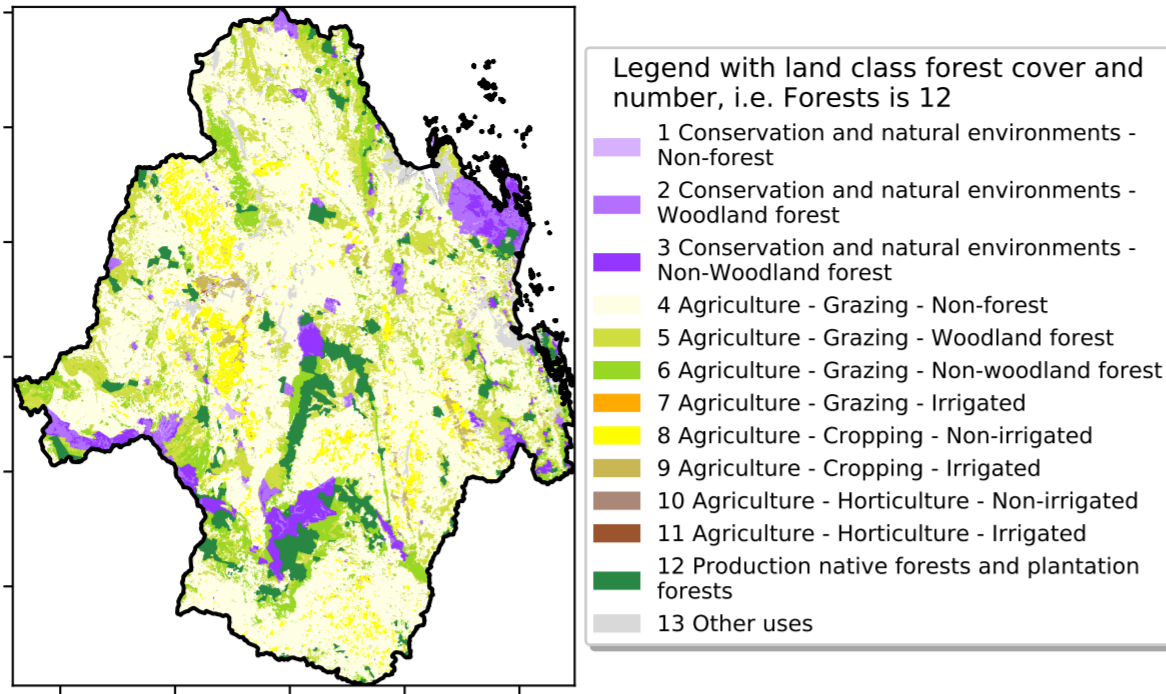 Legend with land class forest cover and
number, i.e. Forests is 12
1 Conservation and natural environments -
Non-forest
2 Conservation and natural environments -
Woodland forest
3 Conservation and natural environments -
Non-Woodland forest
4 Agriculture - Grazing - Non-forest
5 Agriculture - Grazing - Woodland forest
6 Agriculture - Grazing - Non-woodland forest
7 Agriculture - Grazing - Irrigated
8 Agriculture - Cropping - Non-irrigated
9 Agriculture - Cropping - Irrigated
10 Agriculture - Horticulture - Non-irrigated
11 Agriculture - Horticulture - Irrigated
12 Production native forests and plantation
forests
13 Other uses